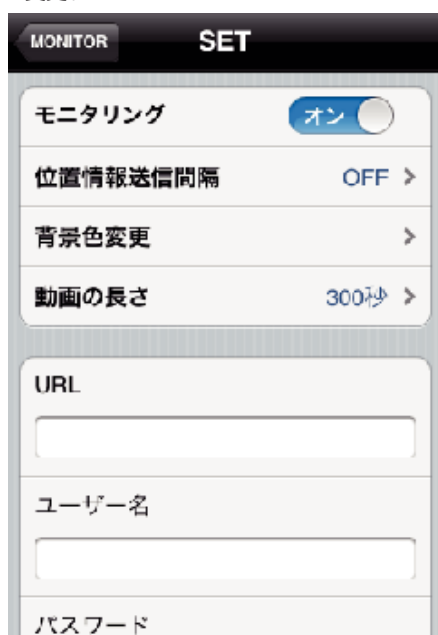 MONITOR SET
モニタリング オン
位置情報送信間隔 OFF >
背景色変更 >
動画の長さ 300秒 >
URL
ユーザー名
パスワード